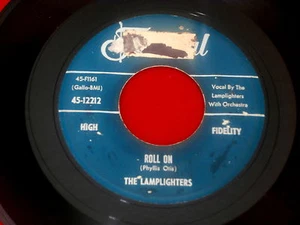 45-F1161
(Galis-BMI)
45-12212
Vocal By The
Lamplighters
With Orchestra
HIGH FIDELITY
ROLL ON
(Phyllis Otis)
THE LAMPLIGHTERS